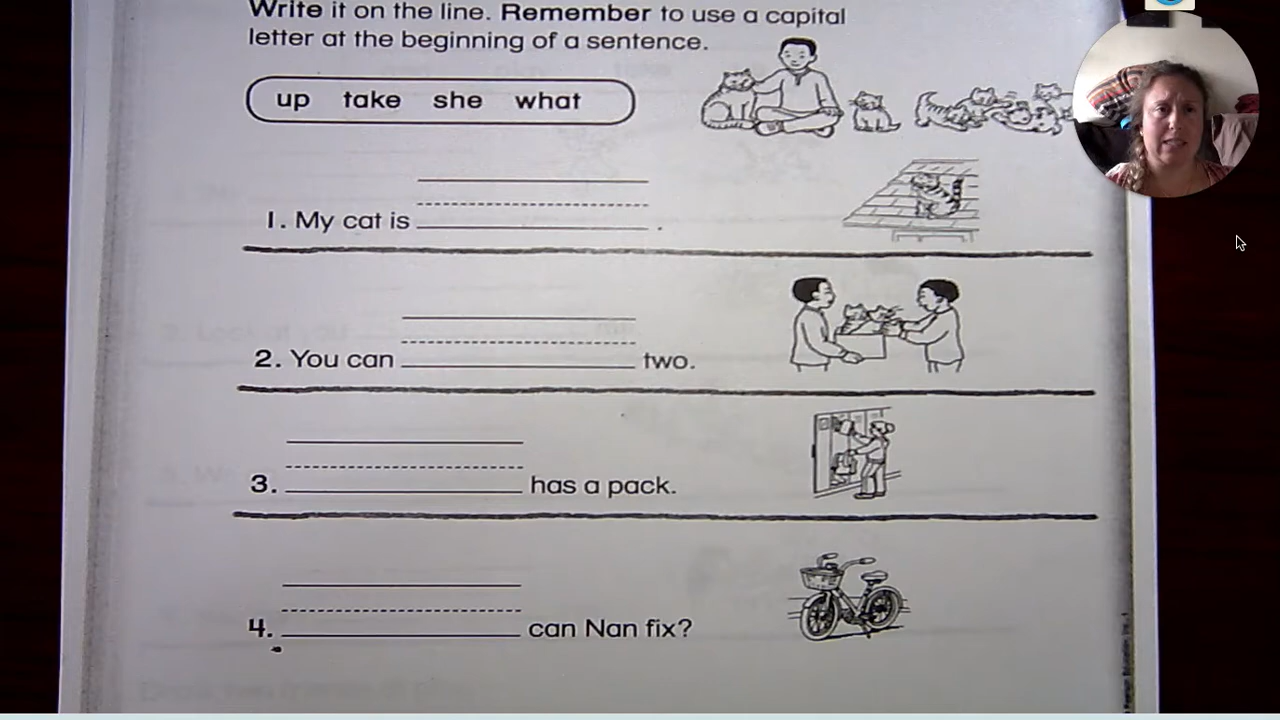 Write it on the line. Remember to use a capital
letter at the beginning of a sentence.
up take she what
1. My cat is .
2. You can two.
3. has a pack.
4. can Nan fix?